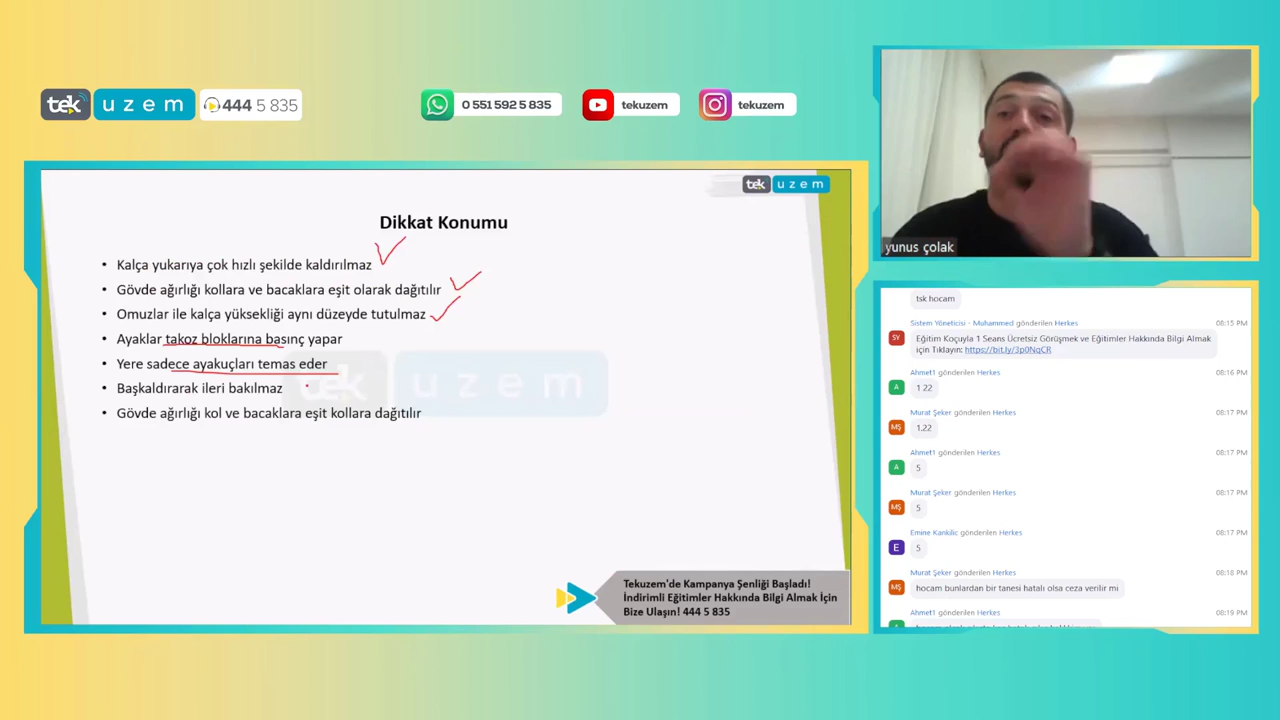 tek uzem 444 5 835
0 551 592 5 835
tekuzem
tekuzem
tek uzem
Dikkat Konumu
• Kalça yukarıya çok hızlı şekilde kaldırılmaz
• Gövde ağırlığı kollara ve bacaklara eşit olarak dağıtılır
• Omuzlar ile kalça yüksekliği aynı düzeyde tutulmaz
• Ayaklar takoz bloklarına basınç yapar
• Yere sadece ayakuçları temas eder
• Başkaldırarak ileri bakılmaz
• Gövde ağırlığı kol ve bacaklara eşit kollara dağıtılır
tek uzem
Tekuzem'de Kampanya Şenliği Başladı!
İndirimli Eğitimler Hakkında Bilgi Almak İçin
Bize Ulaşın! 444 5 835
yunus çolak
tsk hocam
Sistem Yöneticisi - Muhammed gönderilen Herkes 08:15 PM
SY
Eğitim Koçuyla 1 Seans Ücretsiz Görüşmek ve Eğitimler Hakkında Bilgi Almak
için Tıklayın: https://bit.ly/3p0NqCR
Ahmet1 gönderilen Herkes 08:16 PM
A 1 22
Murat Şeker gönderilen Herkes 08:17 PM
MŞ 1.22
Ahmet1 gönderilen Herkes 08:17 PM
A 5
Murat Şeker gönderilen Herkes 08:17 PM
MŞ 5
Emine Kankilic gönderilen Herkes 08:17 PM
E 5
Murat Şeker gönderilen Herkes 08:18 PM
MŞ hocam bunlardan bir tanesi hatalı olsa ceza verilir mi
Ahmet1 gönderilen Herkes 08:19 PM